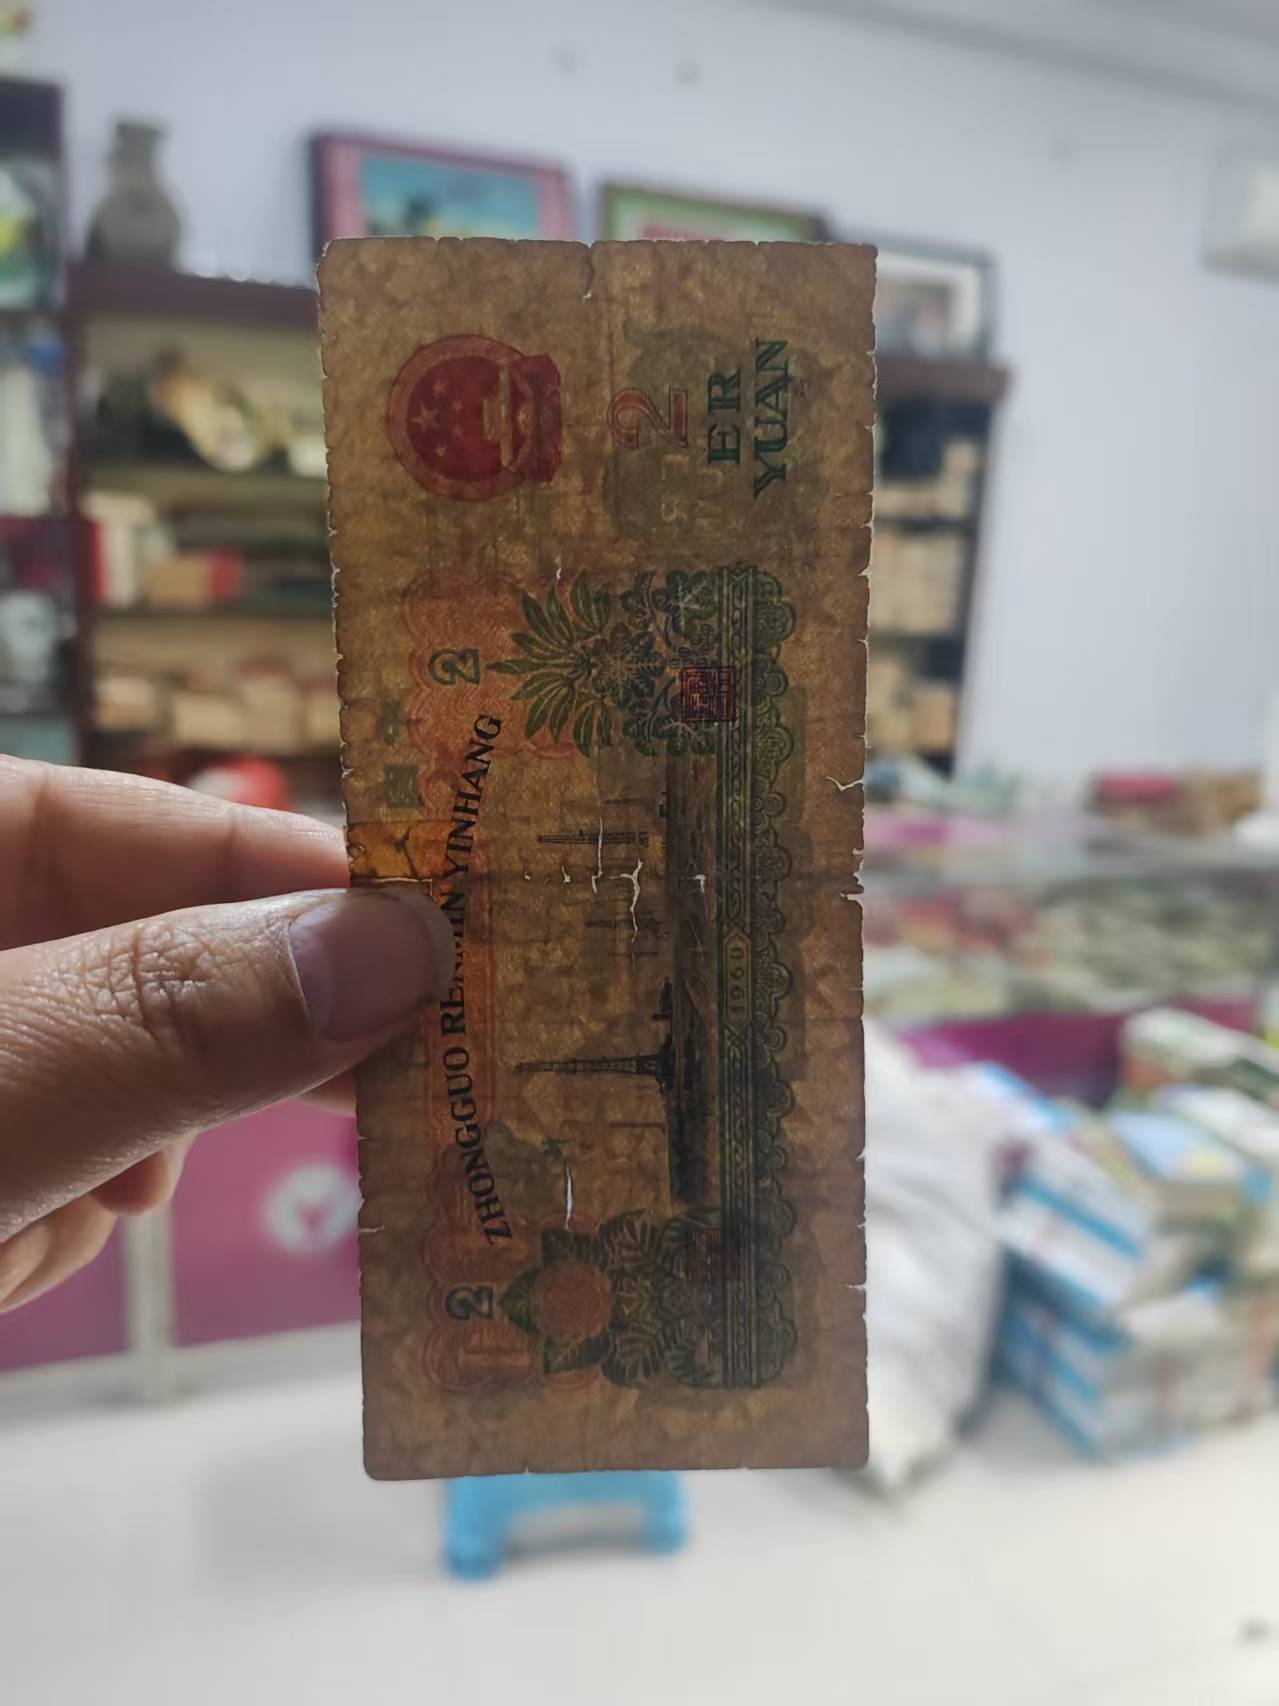 ZHONGGUO RENMIN YINHANG
2
2
2
ER
YUAN
1960